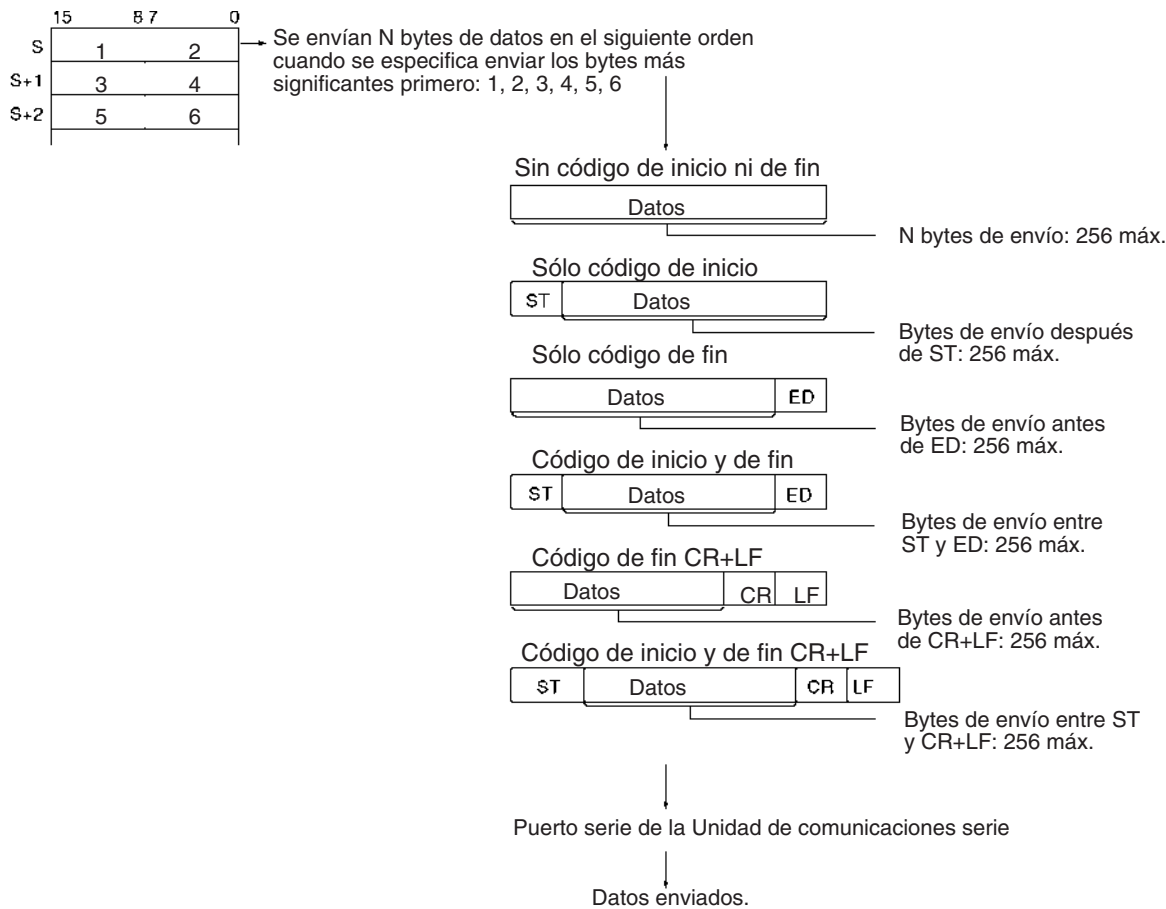 15 8 7 0
S 1 2
S+1 3 4
S+2 5 6
Se envían N bytes de datos en el siguiente orden
cuando se especifica enviar los bytes más
significantes primero: 1, 2, 3, 4, 5, 6
Sin código de inicio ni de fin
Datos
N bytes de envío: 256 máx.
Sólo código de inicio
ST Datos
Bytes de envío después
de ST: 256 máx.
Sólo código de fin
Datos ED
Bytes de envío antes
de ED: 256 máx.
Código de inicio y de fin
ST Datos ED
Bytes de envío entre
ST y ED: 256 máx.
Código de fin CR+LF
Datos CR LF
Bytes de envío antes
de CR+LF: 256 máx.
Código de inicio y de fin CR+LF
ST Datos CR LF
Bytes de envío entre ST
y CR+LF: 256 máx.
Puerto serie de la Unidad de comunicaciones serie
Datos enviados.